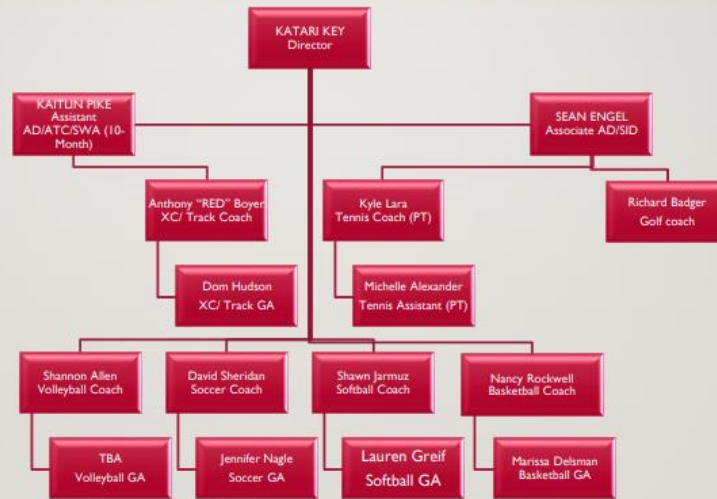 KATARI KEY
Director
KAITLIN PIKE
Assistant
AD/ATC/SWA (10-
Month)
SEAN ENGEL
Associate AD/SID
Anthony “RED” Boyer
XC/ Track Coach
Kyle Lara
Tennis Coach (PT)
Richard Badger
Golf coach
Dom Hudson
XC/ Track GA
Michelle Alexander
Tennis Assistant (PT)
Shannon Allen
Volleyball Coach
David Sheridan
Soccer Coach
Shawn Jarmuz
Softball Coach
Nancy Rockwell
Basketball Coach
TBA
Volleyball GA
Jennifer Nagle
Soccer GA
Lauren Greif
Softball GA
Marissa Delsman
Basketball GA